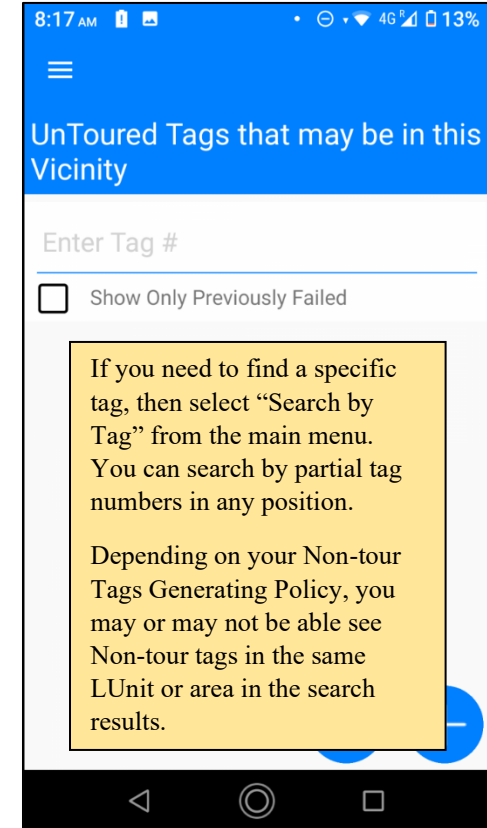 8:17 AM 4G R 13%
UnToured Tags that may be in this
Vicinity
Enter Tag #
Show Only Previously Failed
If you need to find a specific
tag, then select “Search by
Tag” from the main menu.
You can search by partial tag
numbers in any position.
Depending on your Non-tour
Tags Generating Policy, you
may or may not be able see
Non-tour tags in the same
LUnit or area in the search
results.